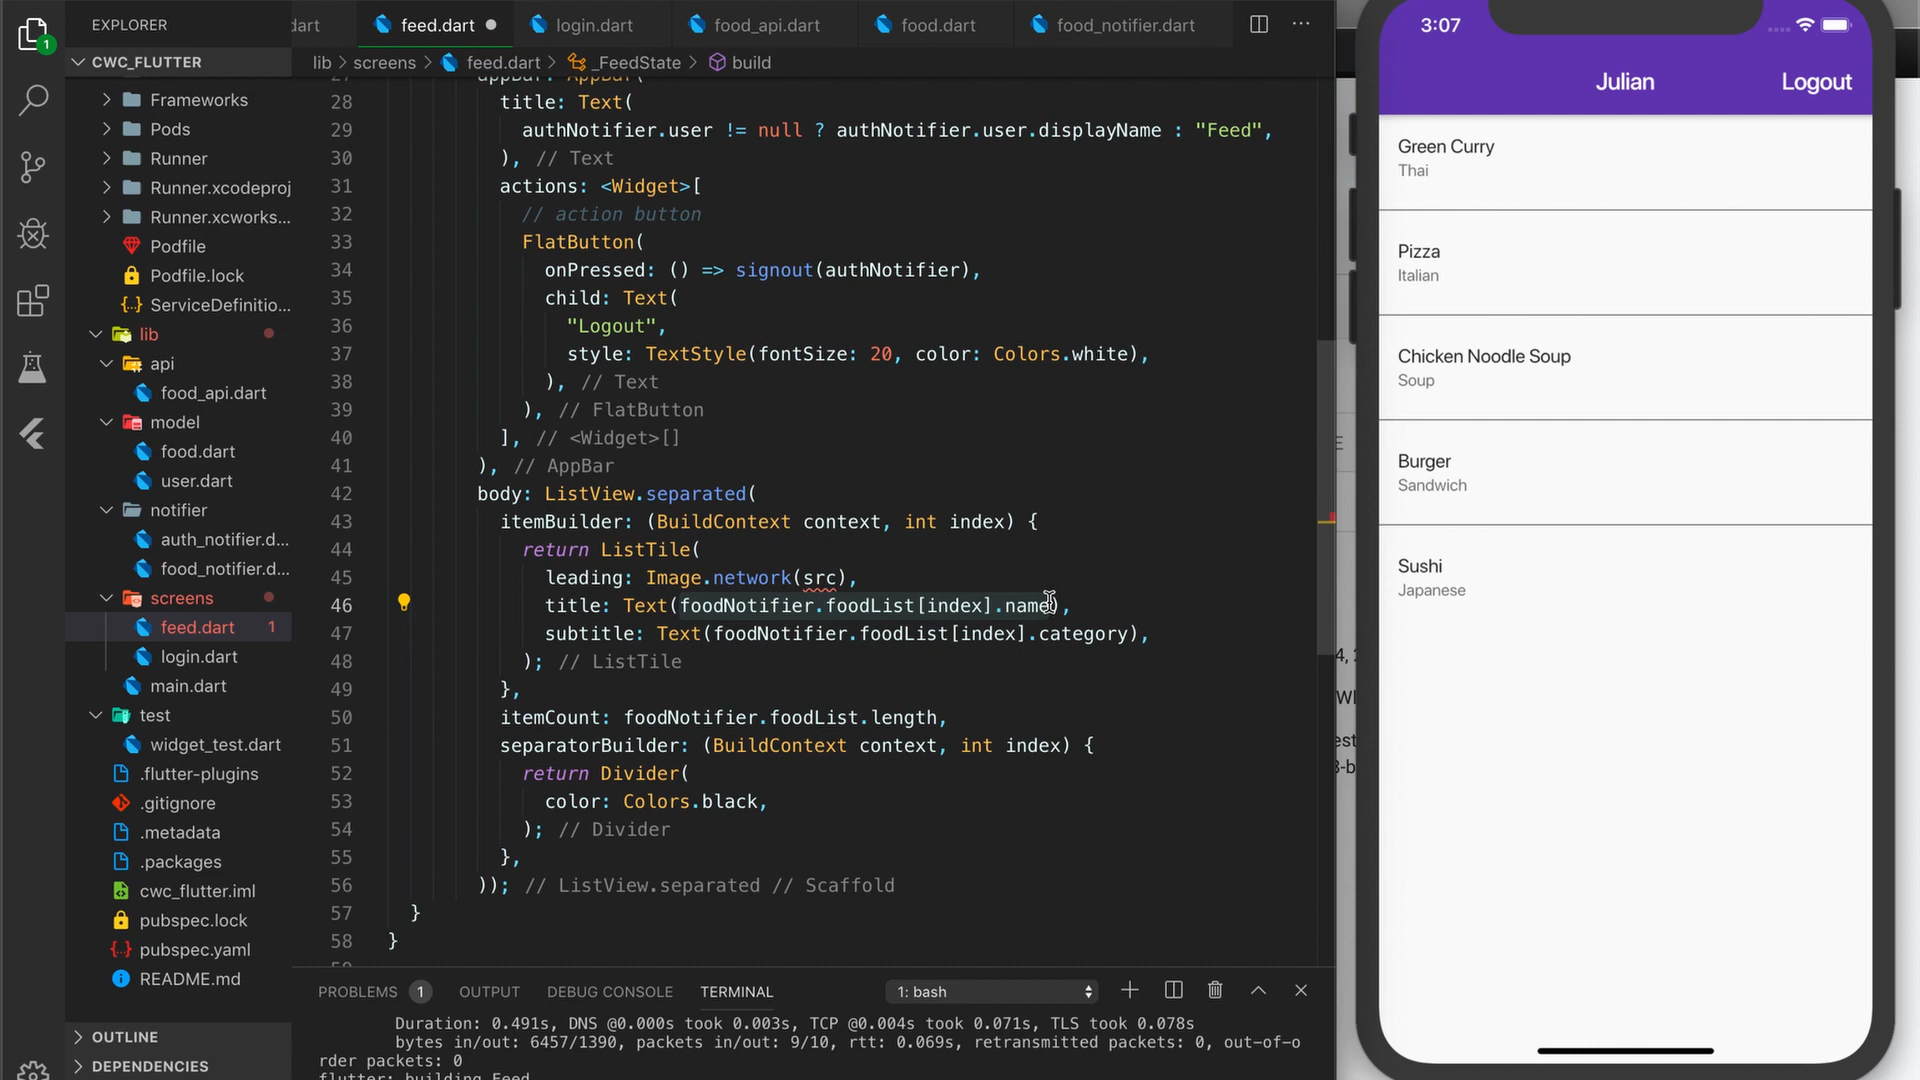 EXPLORER
dart
feed.dart
login.dart
food_api.dart
food.dart
food_notifier.dart
1
CWC_FLUTTER
lib > screens > feed.dart > _FeedState > build
Frameworks
Pods
Runner
Runner.xcodeproj
Runner.xcworks...
Podfile
Podfile.lock
ServiceDefinitio...
lib
api
food_api.dart
model
food.dart
user.dart
notifier
auth_notifier.d...
food_notifier.d...
screens
feed.dart 1
login.dart
main.dart
test
widget_test.dart
.flutter-plugins
.gitignore
.metadata
.packages
cwc_flutter.iml
pubspec.lock
pubspec.yaml
README.md
OUTLINE
DEPENDENCIES
27 appBar: AppBar(
28 title: Text(
29 authNotifier.user != null ? authNotifier.user.displayName : "Feed",
30 ), // Text
31 actions: <Widget>[
32 // action button
33 FlatButton(
34 onPressed: () => signout(authNotifier),
35 child: Text(
36 "Logout",
37 style: TextStyle(fontSize: 20, color: Colors.white),
38 ), // Text
39 ), // FlatButton
40 ], // <Widget>[]
41 ), // AppBar
42 body: ListView.separated(
43 itemBuilder: (BuildContext context, int index) {
44 return ListTile(
45 leading: Image.network(src),
46 title: Text(foodNotifier.foodList[index].name),
47 subtitle: Text(foodNotifier.foodList[index].category),
48 ); // ListTile
49 },
50 itemCount: foodNotifier.foodList.length,
51 separatorBuilder: (BuildContext context, int index) {
52 return Divider(
53 color: Colors.black,
54 ); // Divider
55 },
56 )); // ListView.separated // Scaffold
57 }
58 }
59
PROBLEMS 1
OUTPUT
DEBUG CONSOLE
TERMINAL
1: bash
Duration: 0.491s, DNS @0.000s took 0.003s, TCP @0.004s took 0.071s, TLS took 0.078s
bytes in/out: 6457/1390, packets in/out: 9/10, rtt: 0.069s, retransmitted packets: 0, out-of-o
rder packets: 0
flutter: building Feed
3:07
Julian
Logout
Green Curry
Thai
Pizza
Italian
Chicken Noodle Soup
Soup
Burger
Sandwich
Sushi
Japanese